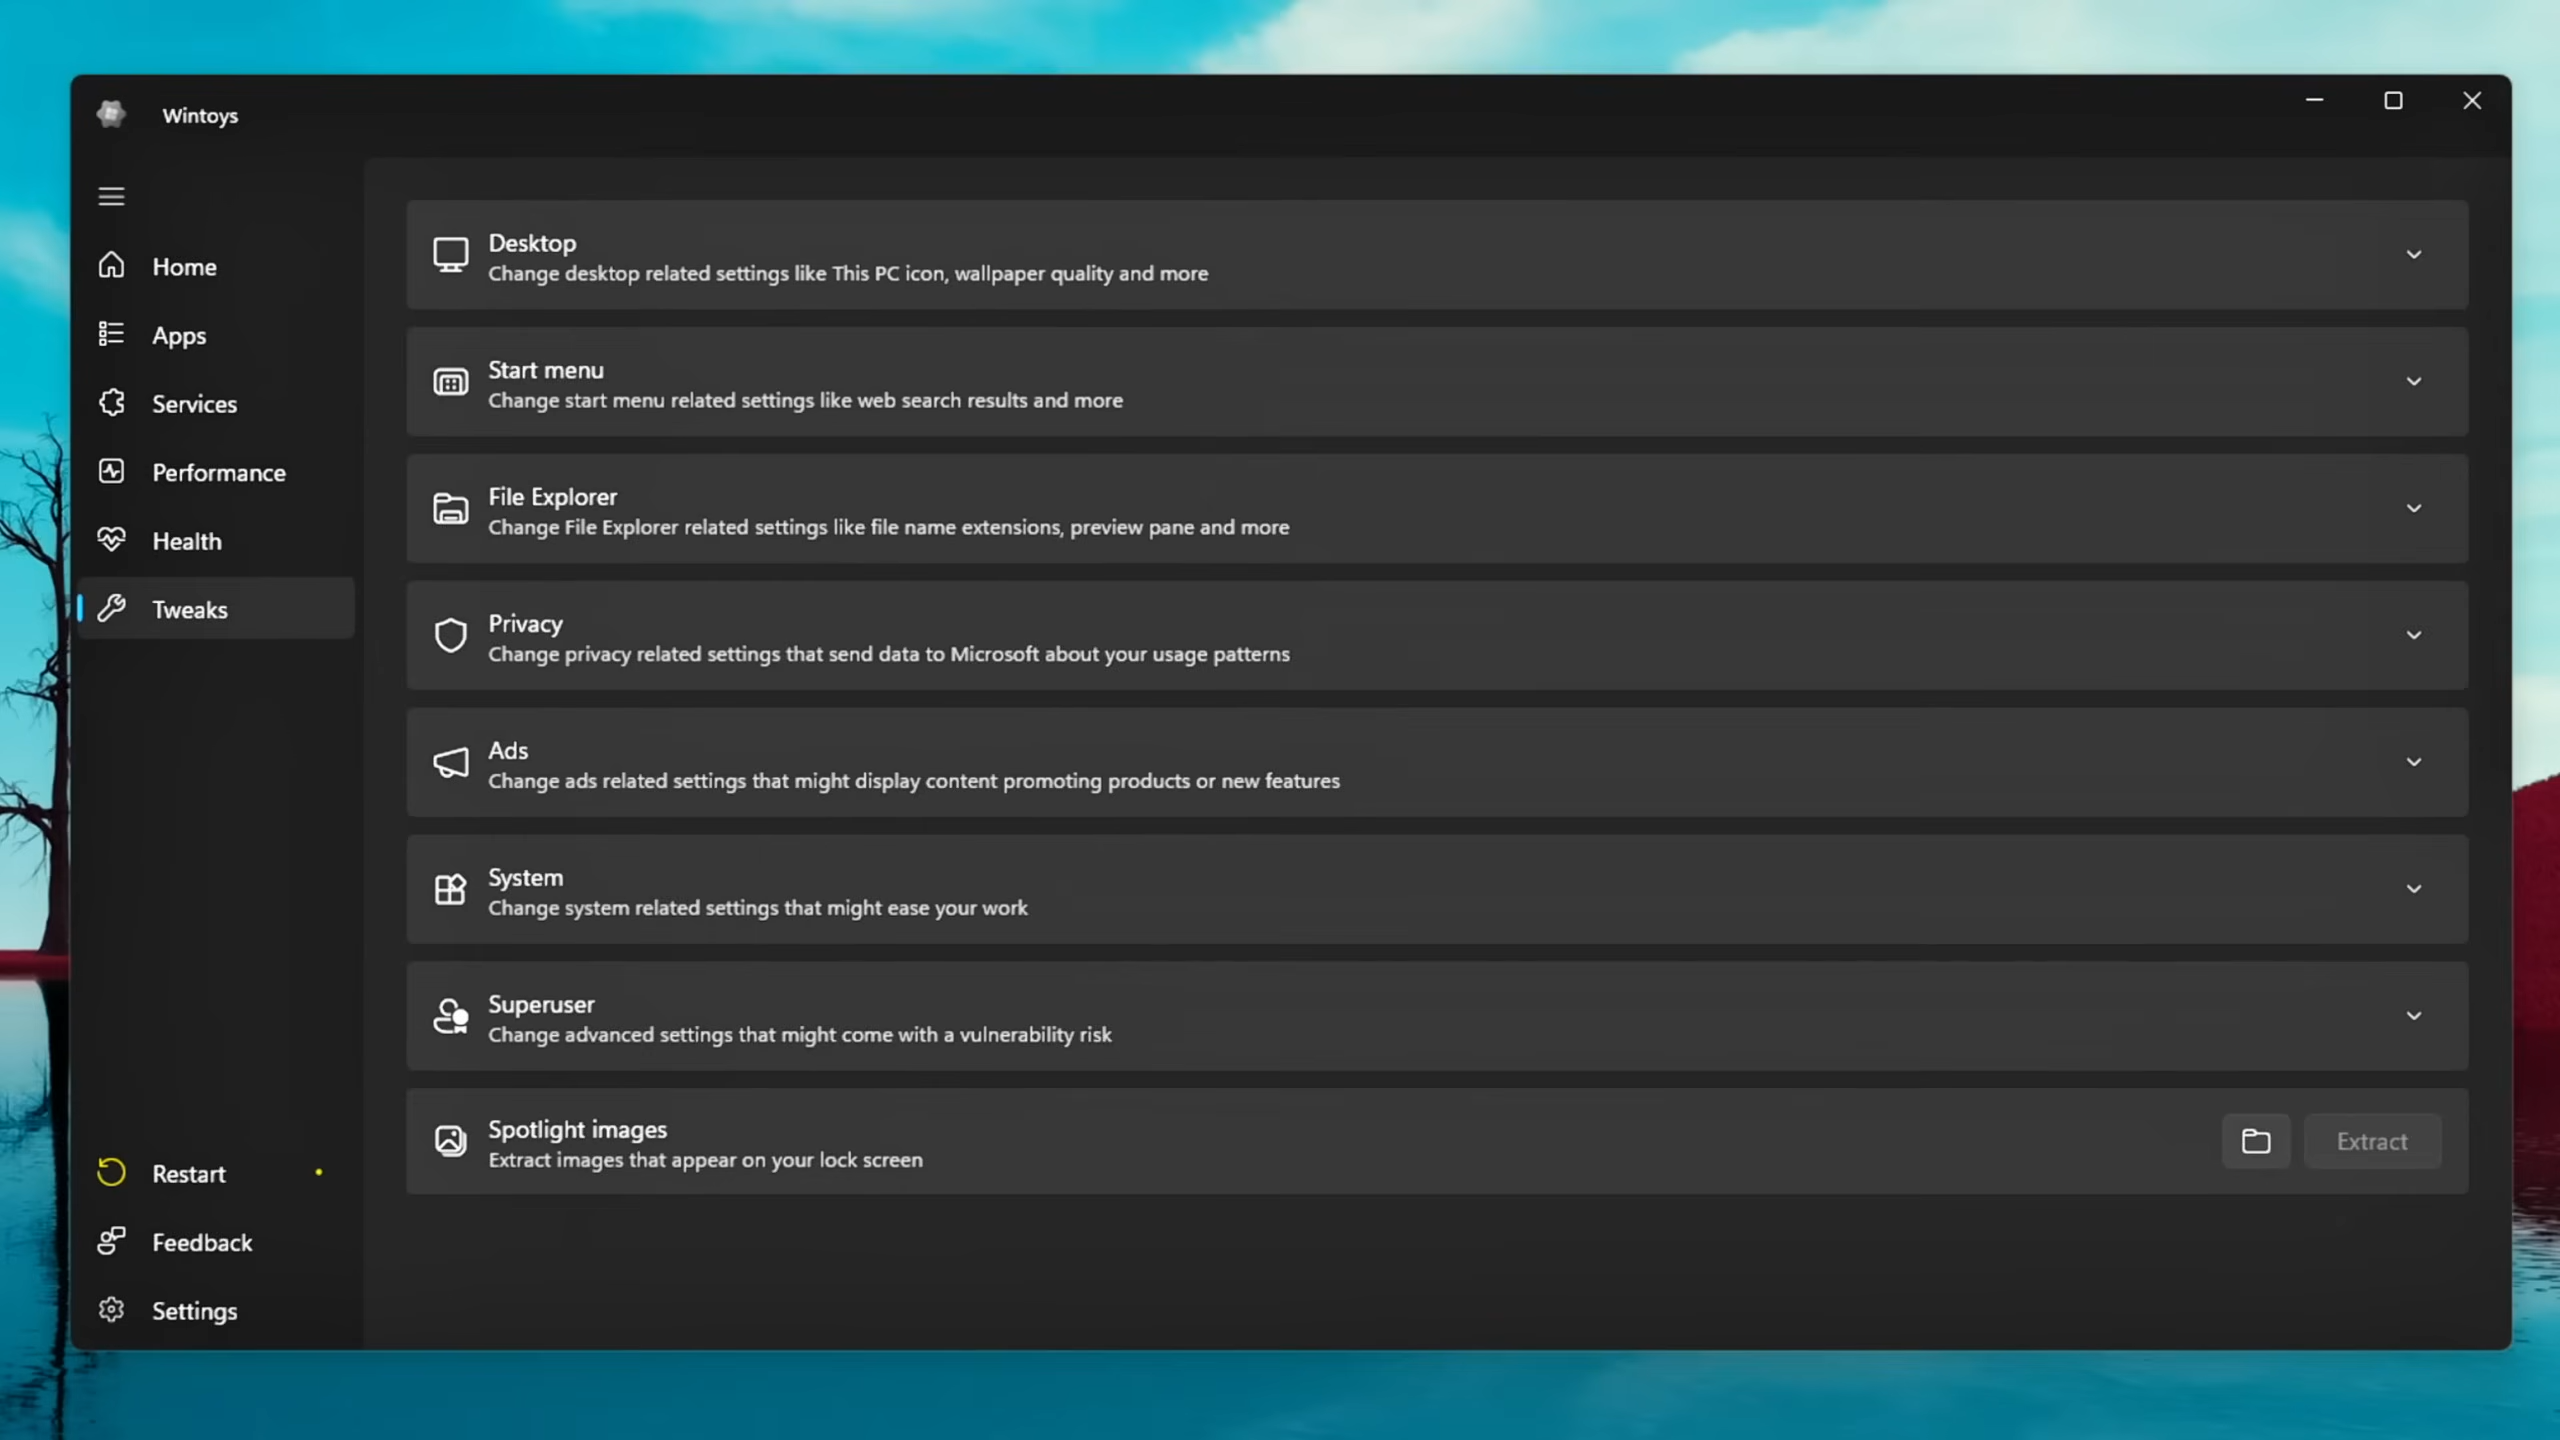 Wintoys
Home
Apps
Services
Performance
Health
Tweaks
Restart
Feedback
Settings
Desktop
Change desktop related settings like This PC icon, wallpaper quality and more
Start menu
Change start menu related settings like web search results and more
File Explorer
Change File Explorer related settings like file name extensions, preview pane and more
Privacy
Change privacy related settings that send data to Microsoft about your usage patterns
Ads
Change ads related settings that might display content promoting products or new features
System
Change system related settings that might ease your work
Superuser
Change advanced settings that might come with a vulnerability risk
Spotlight images
Extract images that appear on your lock screen
Extract